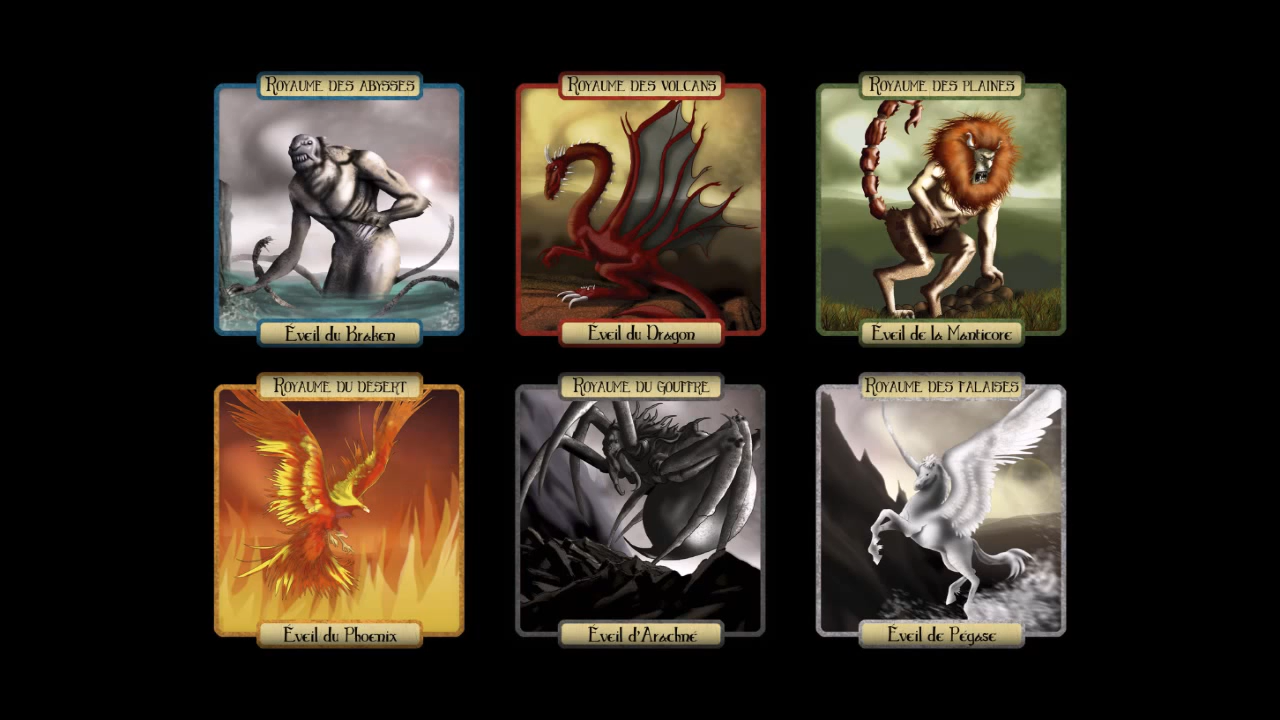 ROYAUME DES ABYSSES
ROYAUME DES VOLCANS
ROYAUME DES PLAINES
Éveil du Kraken
Éveil du Dragon
Éveil de la Manticore
ROYAUME DU DESERT
ROYAUME DU GOUFFRE
ROYAUME DES FALAISES
Éveil du Phoenix
Éveil d'Arachné
Éveil de Pégase